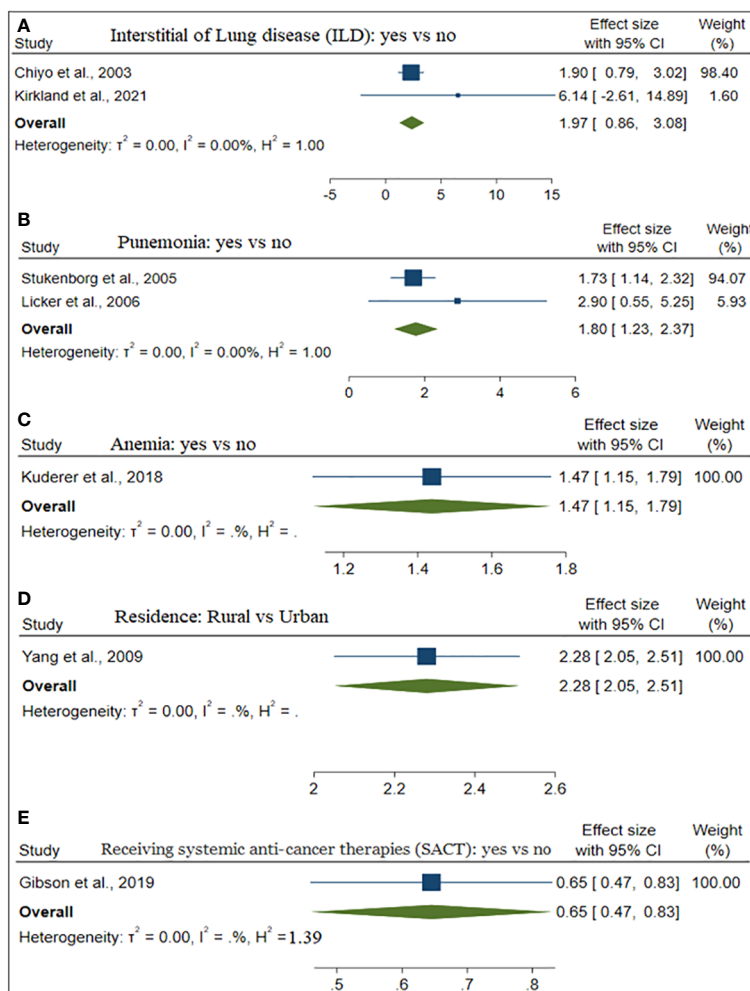 A
Effect size Weight
Study Interstitial of Lung disease (ILD): yes vs no with 95% CI (%)
Chiyo et al., 2003 1.90 [ 0.79, 3.02] 98.40
Kirkland et al., 2021 6.14 [ -2.61, 14.89] 1.60
Overall 1.97 [ 0.86, 3.08]
Heterogeneity: τ² = 0.00, I² = 0.00%, H² = 1.00
-5 0 5 10 15
B
Effect size Weight
Study Punemonia: yes vs no with 95% CI (%)
Stukenborg et al., 2005 1.73 [ 1.14, 2.32] 94.07
Licker et al., 2006 2.90 [ 0.55, 5.25] 5.93
Overall 1.80 [ 1.23, 2.37]
Heterogeneity: τ² = 0.00, I² = 0.00%, H² = 1.00
0 2 4 6
C
Effect size Weight
Study Anemia: yes vs no with 95% CI (%)
Kuderer et al., 2018 1.47 [ 1.15, 1.79] 100.00
Overall 1.47 [ 1.15, 1.79]
Heterogeneity: τ² = 0.00, I² = .%, H² = .
1.2 1.4 1.6 1.8
D
Effect size Weight
Study Residence: Rural vs Urban with 95% CI (%)
Yang et al., 2009 2.28 [ 2.05, 2.51] 100.00
Overall 2.28 [ 2.05, 2.51]
Heterogeneity: τ² = 0.00, I² = .%, H² = .
2 2.2 2.4 2.6
E
Effect size Weight
Study Receiving systemic anti-cancer therapies (SACT): yes vs no with 95% CI (%)
Gibson et al., 2019 0.65 [ 0.47, 0.83] 100.00
Overall 0.65 [ 0.47, 0.83]
Heterogeneity: τ² = 0.00, I² = .%, H² = 1.39
.5 .6 .7 .8